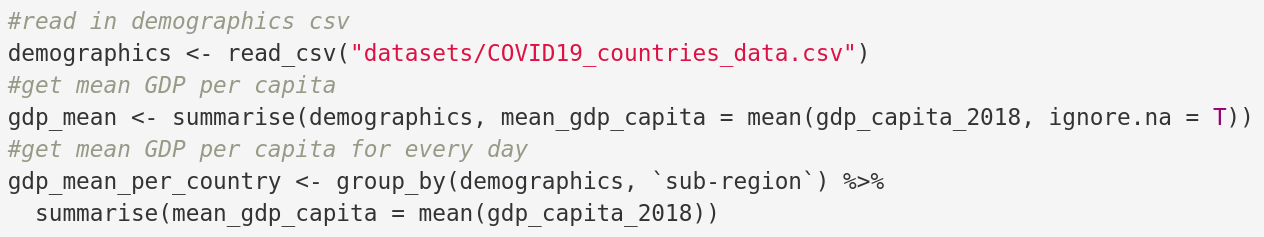 #read in demographics csv
demographics <- read_csv("datasets/COVID19_countries_data.csv")
#get mean GDP per capita
gdp_mean <- summarise(demographics, mean_gdp_capita = mean(gdp_capita_2018, ignore.na = T))
#get mean GDP per capita for every day
gdp_mean_per_country <- group_by(demographics, `sub-region`) %>%
  summarise(mean_gdp_capita = mean(gdp_capita_2018))